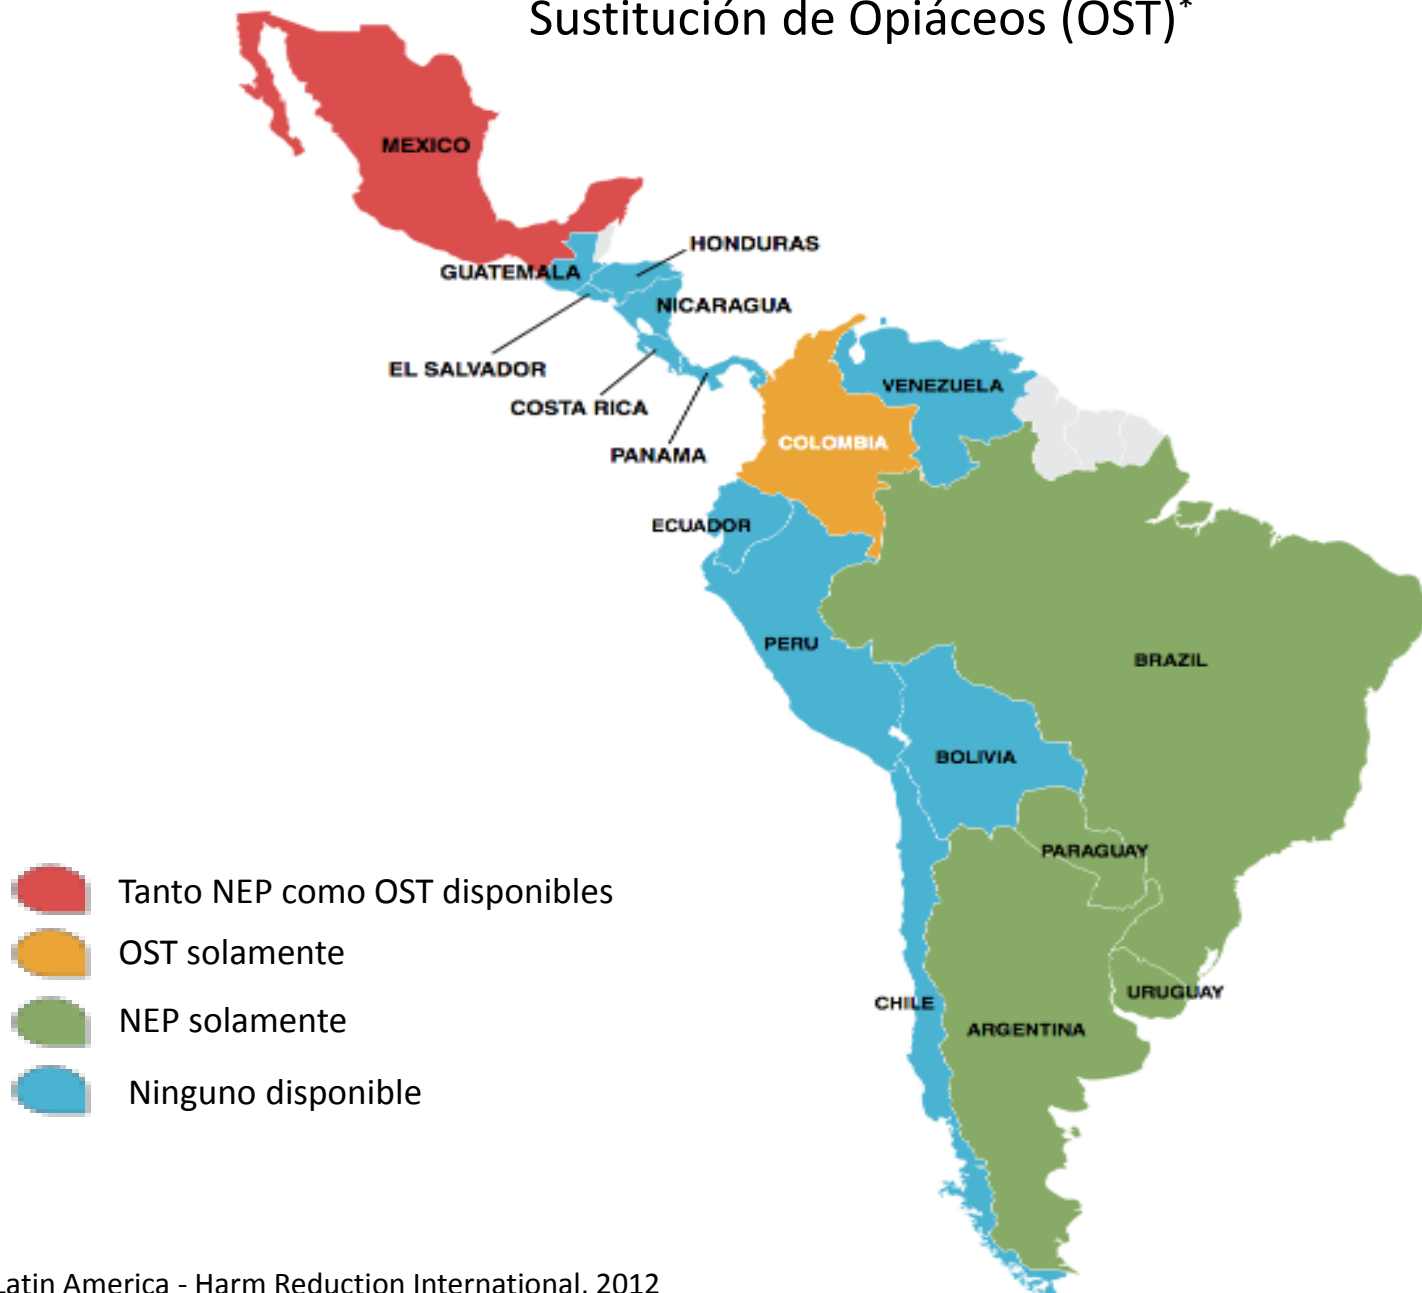 Sustitución de Opiáceos (OST)*
MEXICO
HONDURAS
GUATEMALA
NICARAGUA
EL SALVADOR
COSTA RICA
PANAMA
VENEZUELA
COLOMBIA
ECUADOR
PERU
BRAZIL
BOLIVIA
PARAGUAY
Tanto NEP como OST disponibles
OST solamente
CHILE
URUGUAY
NEP solamente
ARGENTINA
Ninguno disponible
Latin America - Harm Reduction International, 2012